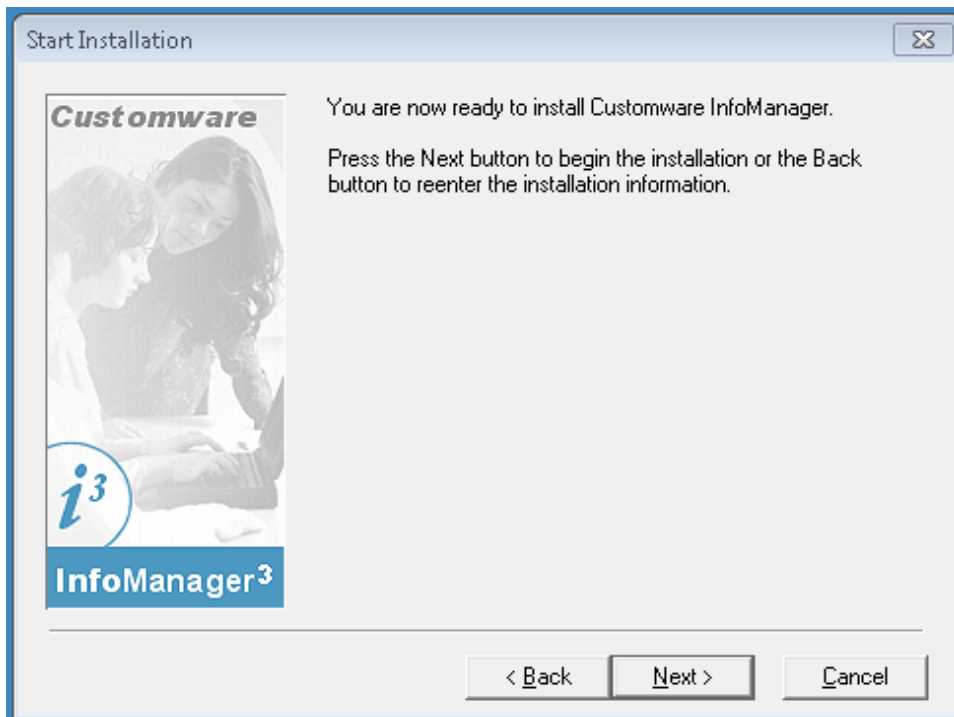 Start Installation
Customware
You are now ready to install Customware InfoManager.
Press the Next button to begin the installation or the Back
button to reenter the installation information.
i³
InfoManager³
< Back
Next >
Cancel